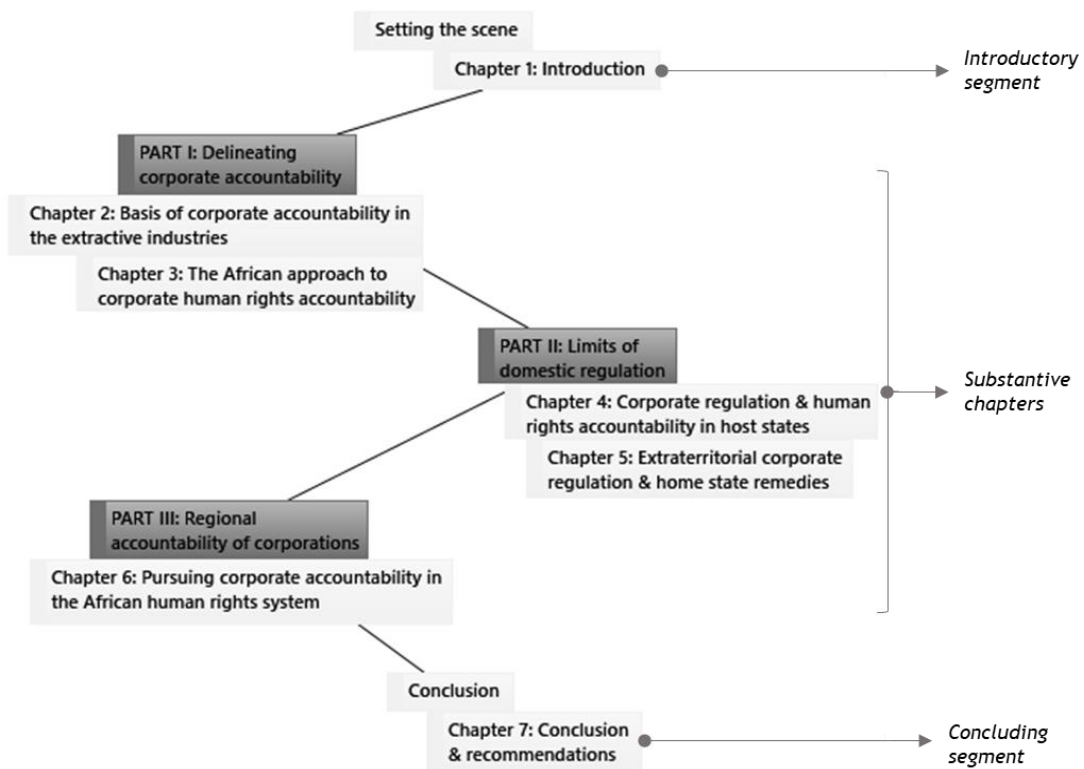 Setting the scene
Chapter 1: Introduction
Introductory
segment
PART I: Delineating
corporate accountability
Chapter 2: Basis of corporate accountability in
the extractive industries
Chapter 3: The African approach to
corporate human rights accountability
PART II: Limits of
domestic regulation
Chapter 4: Corporate regulation & human
rights accountability in host states
Chapter 5: Extraterritorial corporate
regulation & home state remedies
Substantive
chapters
PART III: Regional
accountability of corporations
Chapter 6: Pursuing corporate accountability in
the African human rights system
Conclusion
Chapter 7: Conclusion
& recommendations
Concluding
segment